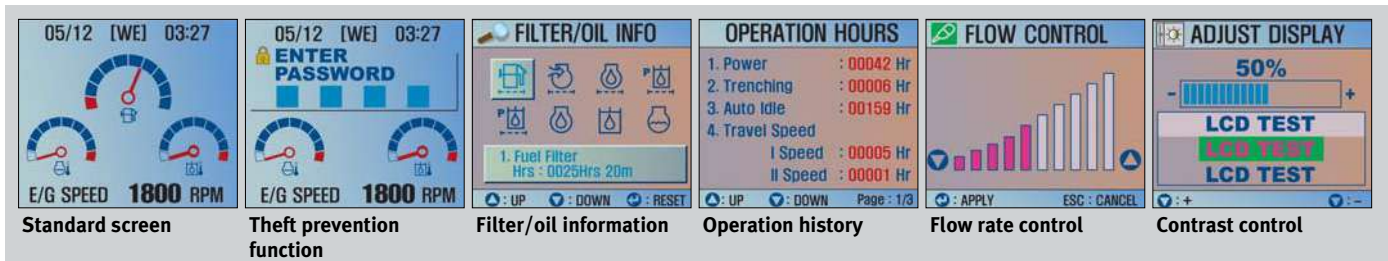 05/12 [WE] 03:27
E/G SPEED 1800 RPM
Standard screen
05/12 [WE] 03:27
ENTER
PASSWORD
E/G SPEED 1800 RPM
Theft prevention
function
FILTER/OIL INFO
P
P
1. Fuel Filter
Hrs : 0025Hrs 20m
: UP : DOWN : RESET
Filter/oil information
OPERATION HOURS
1. Power : 00042 Hr
2. Trenching : 00006 Hr
3. Auto Idle : 00159 Hr
4. Travel Speed
I Speed : 00005 Hr
II Speed : 00001 Hr
: UP : DOWN Page : 1/3
Operation history
FLOW CONTROL
: APPLY ESC : CANCEL
Flow rate control
ADJUST DISPLAY
50%
- +
LCD TEST
LCD TEST
LCD TEST
: + : -
Contrast control